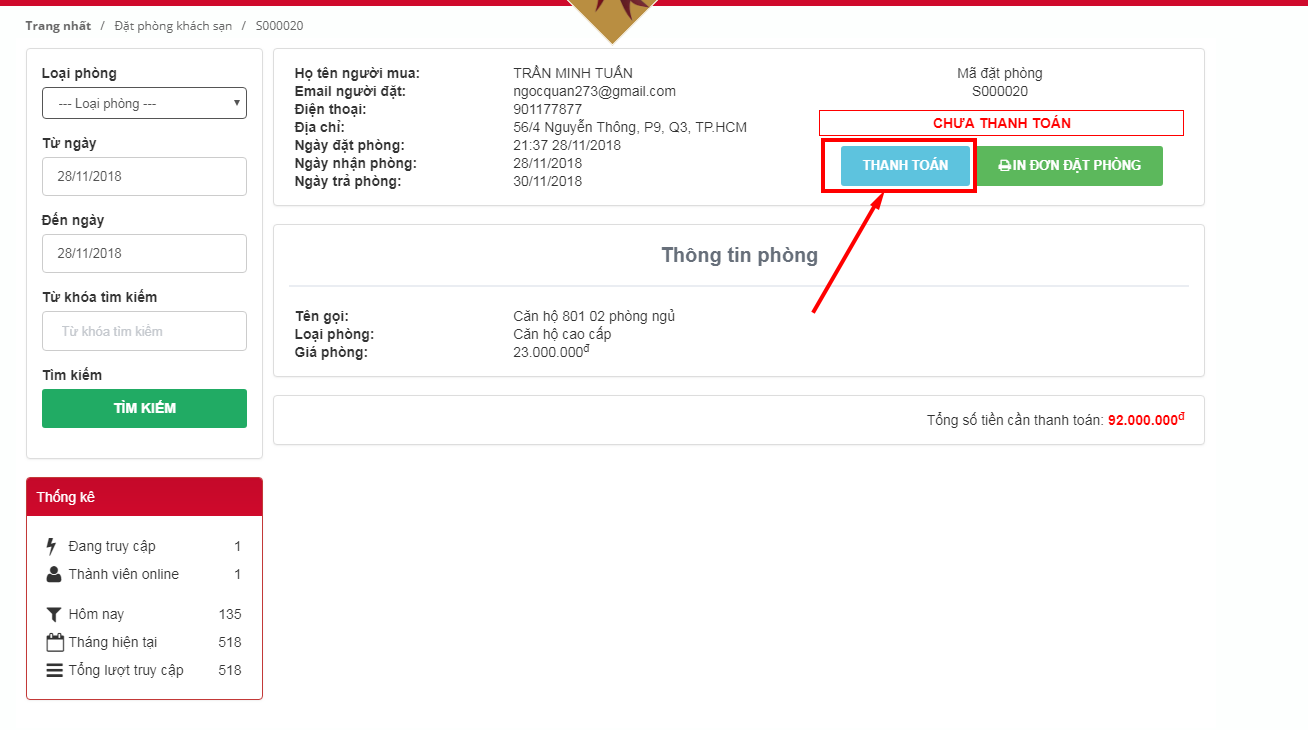 Trang nhất / Đặt phòng khách sạn / S000020
Loại phòng
--- Loại phòng ---
Từ ngày
28/11/2018
Đến ngày
28/11/2018
Từ khóa tìm kiếm
Từ khóa tìm kiếm
Tìm kiếm
TÌM KIẾM
Thống kê
Đang truy cập 1
Thành viên online 1
Hôm nay 135
Tháng hiện tại 518
Tổng lượt truy cập 518
Họ tên người mua: TRẦN MINH TUẤN
Email người đặt: ngocquan273@gmail.com
Điện thoại: 901177877
Địa chỉ: 56/4 Nguyễn Thông, P9, Q3, TP.HCM
Ngày đặt phòng: 21:37 28/11/2018
Ngày nhận phòng: 28/11/2018
Ngày trả phòng: 30/11/2018
Mã đặt phòng
S000020
CHƯA THANH TOÁN
THANH TOÁN
IN ĐƠN ĐẶT PHÒNG
Thông tin phòng
Tên gọi: Căn hộ 801 02 phòng ngủ
Loại phòng: Căn hộ cao cấp
Giá phòng: 23.000.000đ
Tổng số tiền cần thanh toán: 92.000.000đ